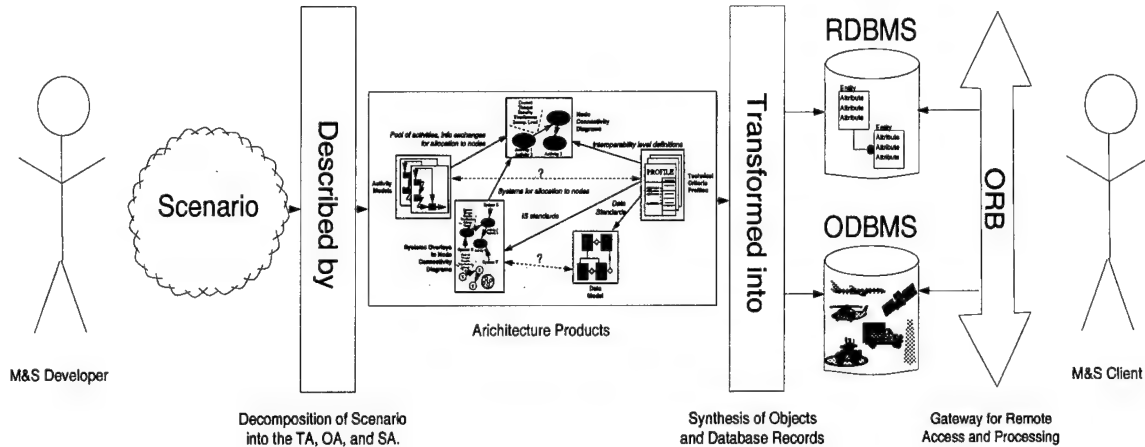 M&S Developer
Scenario
Described by
Decomposition of Scenario
into the TA, OA, and SA.
Pool of activities, info exchanges
for allocation to nodes
Node
Connectivity
Diagrams
Interoperability level definitions
Activity
Models
?
Systems for allocation to nodes
PROFILE
Technical
Criteria
Profiles
IS standards
Data
Standards
Systems Overlays
to Node
Connectivity
Diagrams
?
Data
Model
Arichitecture Products
Transformed into
Synthesis of Objects
and Database Records
RDBMS
Entity
Attribute
Attribute
Attribute
Entity
Attribute
Attribute
Attribute
ODBMS
ORB
Gateway for Remote
Access and Processing
M&S Client